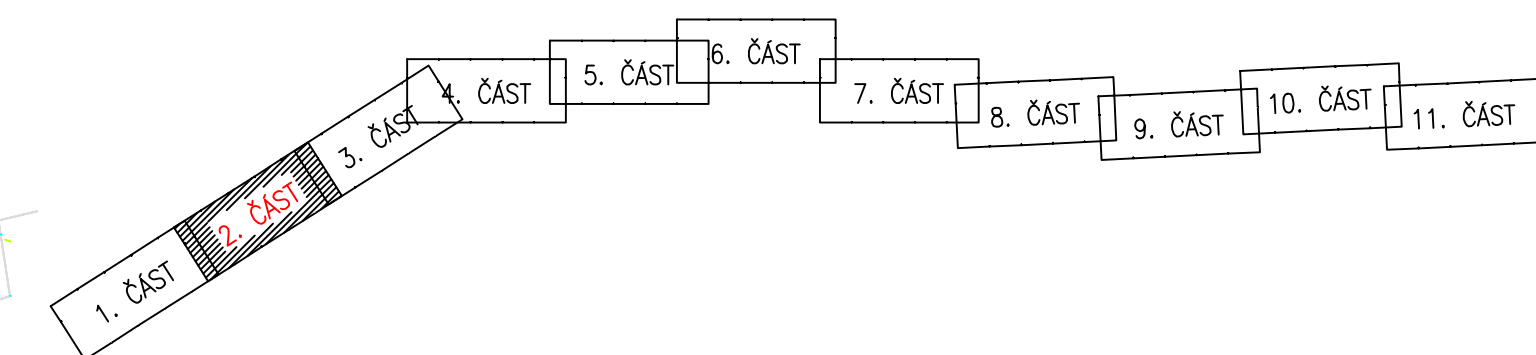 1. ČÁST
2. ČÁST
3. ČÁST
4. ČÁST
5. ČÁST
6. ČÁST
7. ČÁST
8. ČÁST
9. ČÁST
10. ČÁST
11. ČÁST